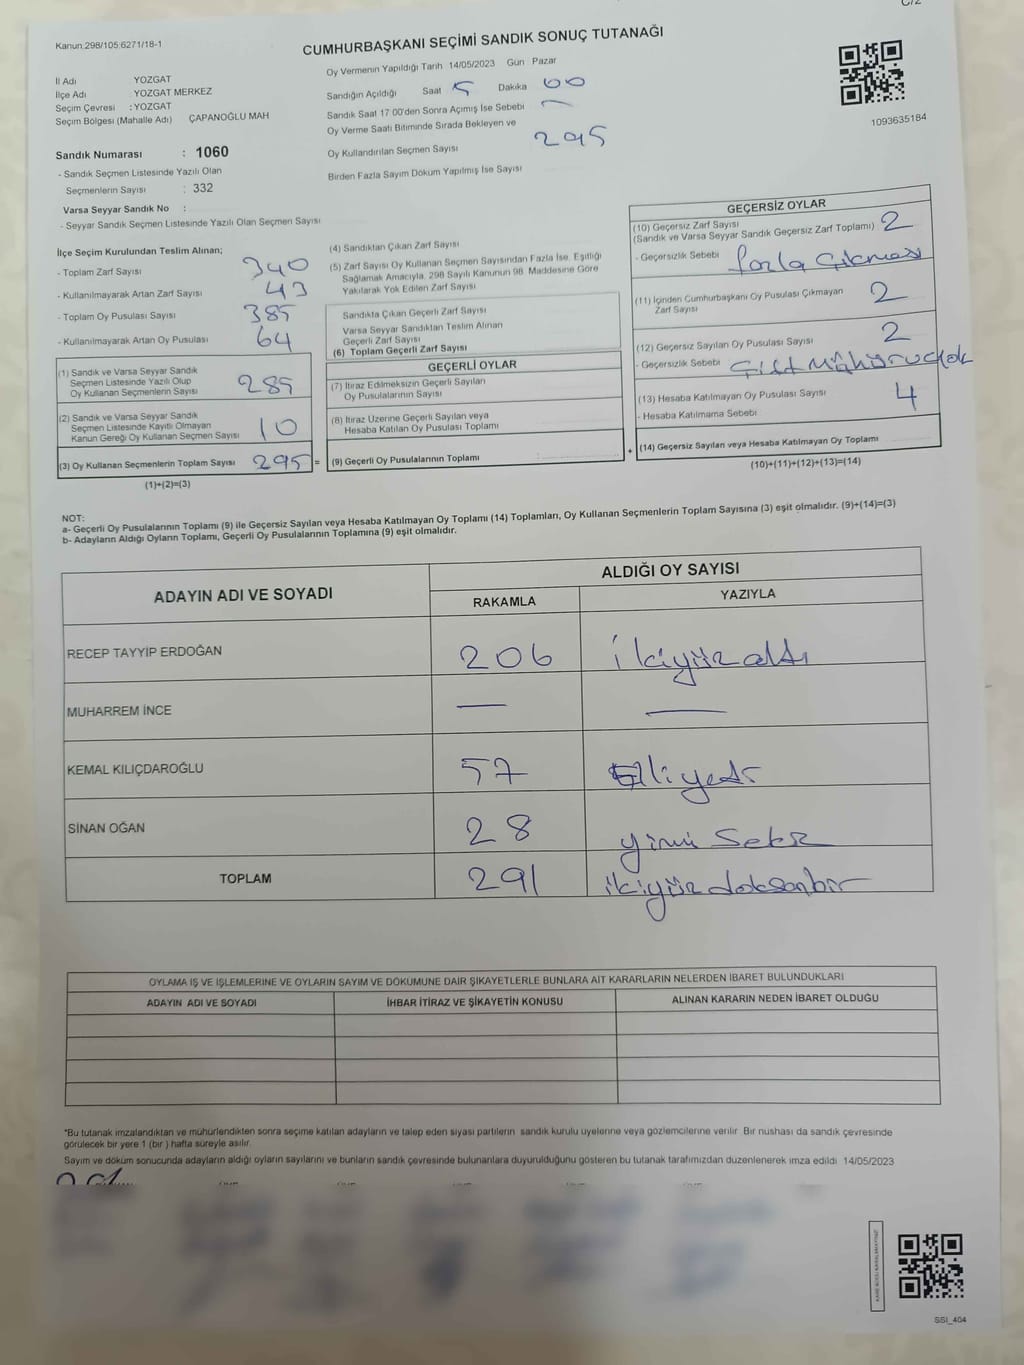 C/2
Kanun.298/105.6271/18-1
CUMHURBAŞKANI SEÇİMİ SANDIK SONUÇ TUTANAĞI
İl Adı YOZGAT
İlçe Adı YOZGAT MERKEZ
Seçim Çevresi : YOZGAT
Seçim Bölgesi (Mahalle Adı) ÇAPANOĞLU MAH
Sandık Numarası : 1060
- Sandık Seçmen Listesinde Yazılı Olan
Seçmenlerin Sayısı : 332
Varsa Seyyar Sandık No :
- Seyyar Sandık Seçmen Listesinde Yazılı Olan Seçmen Sayısı
Oy Vermenin Yapıldığı Tarih 14/05/2023 Gün Pazar
Sandığın Açıldığı Saat 5 Dakika 00
Sandık Saat 17 00'den Sonra Açımış İse Sebebi —
Oy Verme Saati Bitiminde Sırada Bekleyen ve
Oy Kullandırılan Seçmen Sayısı 295
Birden Fazla Sayım Döküm Yapılmış İse Sayısı
1093635184
İlçe Seçim Kurulundan Teslim Alınan;
- Toplam Zarf Sayısı 340
- Kullanılmayarak Artan Zarf Sayısı 43
- Toplam Oy Pusulası Sayısı 385
- Kullanılmayarak Artan Oy Pusulası 64
(1) Sandık ve Varsa Seyyar Sandık
Seçmen Listesinde Yazılı Olup
Oy Kullanan Seçmenlerin Sayısı 285
(2) Sandık ve Varsa Seyyar Sandık
Seçmen Listesinde Kayıtlı Olmayan
Kanun Gereği Oy Kullanan Seçmen Sayısı 10
(3) Oy Kullanan Seçmenlerin Toplam Sayısı 295 =
(1)+(2)=(3)
(4) Sandıktan Çıkan Zarf Sayısı
(5) Zarf Sayısı Oy Kullanan Seçmen Sayısından Fazla İse, Eşitliği
Sağlamak Amacıyla, 298 Sayılı Kanunun 98. Maddesine Göre
Yakılarak Yok Edilen Zarf Sayısı
Sandıkta Çıkan Geçerli Zarf Sayısı
Varsa Seyyar Sandıktan Teslim Alınan
Geçerli Zarf Sayısı
(6) Toplam Geçerli Zarf Sayısı
GEÇERLİ OYLAR
(7) İtiraz Edilmeksizin Geçerli Sayılan
Oy Pusulalarının Sayısı
(8) İtiraz Üzerine Geçerli Sayılan veya
Hesaba Katılan Oy Pusulası Toplamı
(9) Geçerli Oy Pusulalarının Toplamı : +
GEÇERSİZ OYLAR
(10) Geçersiz Zarf Sayısı
(Sandık ve Varsa Seyyar Sandık Geçersiz Zarf Toplamı) 2
- Geçersizlik Sebebi fazla Çıkması
(11) İçinden Cumhurbaşkanı Oy Pusulası Çıkmayan
Zarf Sayısı 2
(12) Geçersiz Sayılan Oy Pusulası Sayısı 2
- Geçersizlik Sebebi Çift
(13) Hesaba Katılmayan Oy Pusulası Sayısı 4
- Hesaba Katılmama Sebebi
(14) Geçersiz Sayılan veya Hesaba Katılmayan Oy Toplamı
(10)+(11)+(12)+(13)=(14)
NOT:
a- Geçerli Oy Pusulalarının Toplamı (9) ile Geçersiz Sayılan veya Hesaba Katılmayan Oy Toplamı (14) Toplamları, Oy Kullanan Seçmenlerin Toplam Sayısına (3) eşit olmalıdır. (9)+(14)=(3)
b- Adayların Aldığı Oyların Toplamı, Geçerli Oy Pusulalarının Toplamına (9) eşit olmalıdır.
ADAYIN ADI VE SOYADI ALDIĞI OY SAYISI
RAKAMLA YAZIYLA
RECEP TAYYİP ERDOĞAN 206 ikiyüz altı
MUHARREM İNCE — —
KEMAL KILIÇDAROĞLU 57 Elliyedi
SİNAN OĞAN 28 yirmi Sekiz
TOPLAM 291 ikiyüz doksanbir
OYLAMA İŞ VE İŞLEMLERİNE VE OYLARIN SAYIM VE DÖKÜMÜNE DAİR ŞİKAYETLERLE BUNLARA AİT KARARLARIN NELERDEN İBARET BULUNDUKLARI
ADAYIN ADI VE SOYADI İHBAR İTİRAZ VE ŞİKAYETİN KONUSU ALINAN KARARIN NEDEN İBARET OLDUĞU
*Bu tutanak imzalandıktan ve mühürlendikten sonra seçime katılan adayların ve talep eden siyasi partilerin sandık kurulu üyelerine veya gözlemcilerine verilir. Bir nüshası da sandık çevresinde
görülecek bir yere 1 (bir ) hafta süreyle asılır.
Sayım ve döküm sonucunda adayların aldığı oyların sayılarını ve bunların sandık çevresinde bulunanlara duyurulduğunu gösteren bu tutanak tarafımızdan düzenlenerek imza edildi 14/05/2023
SSI_404